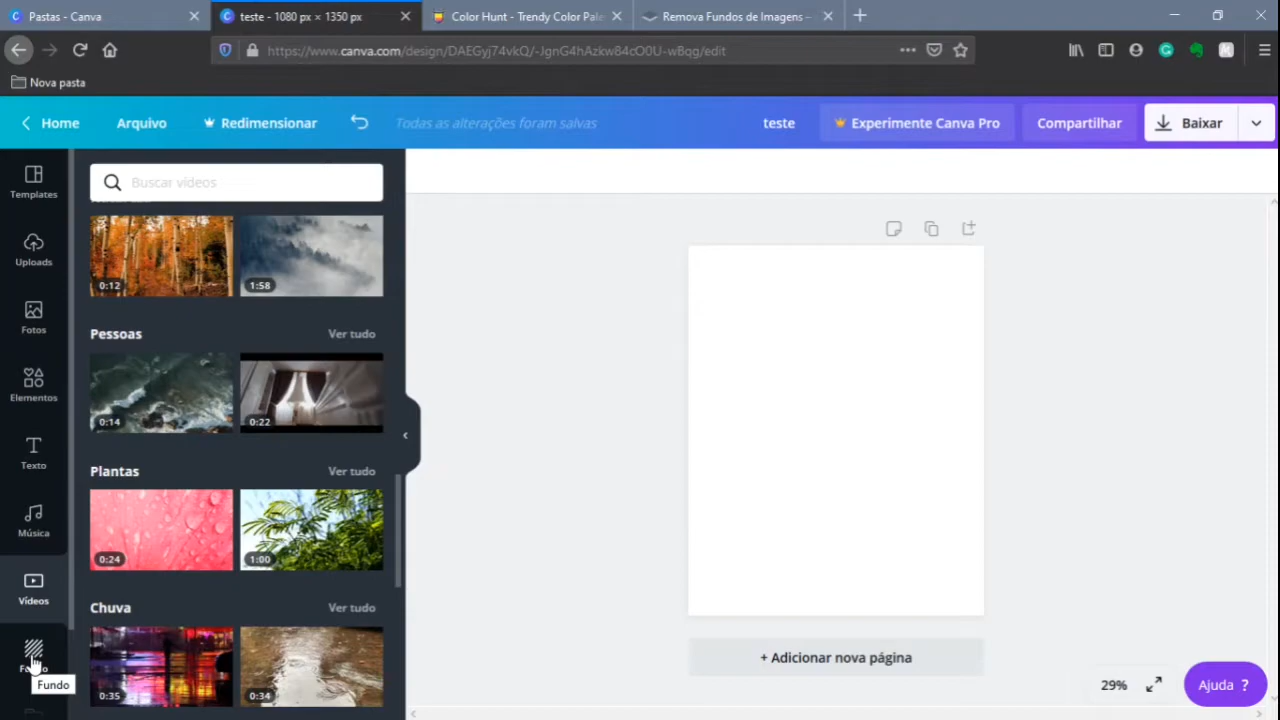 Pastas - Canva
teste - 1080 px × 1350 px
Color Hunt - Trendy Color Pale
Remova Fundos de Imagens –
https://www.canva.com/design/DAEGyj74vkQ/-JgnG4hAzkw84cO0U-wBqg/edit
Nova pasta
Home
Arquivo
Redimensionar
Todas as alterações foram salvas
teste
Experimente Canva Pro
Compartilhar
Baixar
Templates
Uploads
Fotos
Elementos
Texto
Música
Vídeos
Fundo
Buscar vídeos
0:12
1:58
Pessoas
Ver tudo
0:14
0:22
Plantas
Ver tudo
0:24
1:00
Chuva
Ver tudo
0:35
0:34
+ Adicionar nova página
29%
Ajuda ?